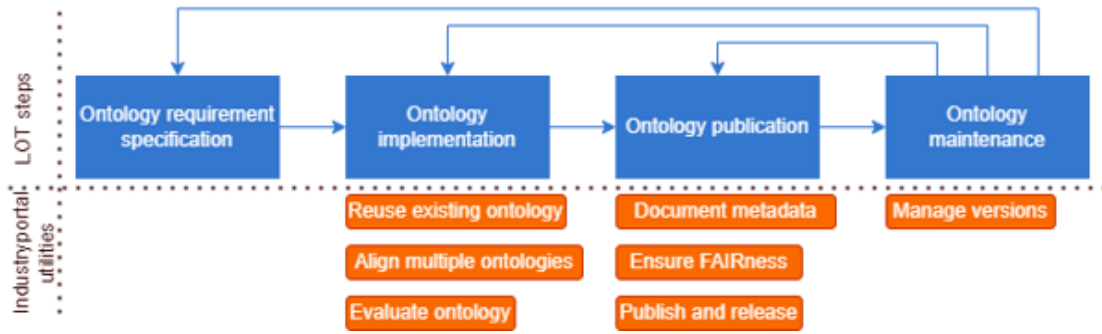 LOT steps
Ontology requirement
specification
Ontology
implementation
Ontology publication
Ontology
maintenance
Industryportal
utilities
Reuse existing ontology
Document metadata
Manage versions
Align multiple ontologies
Ensure FAIRness
Evaluate ontology
Publish and release